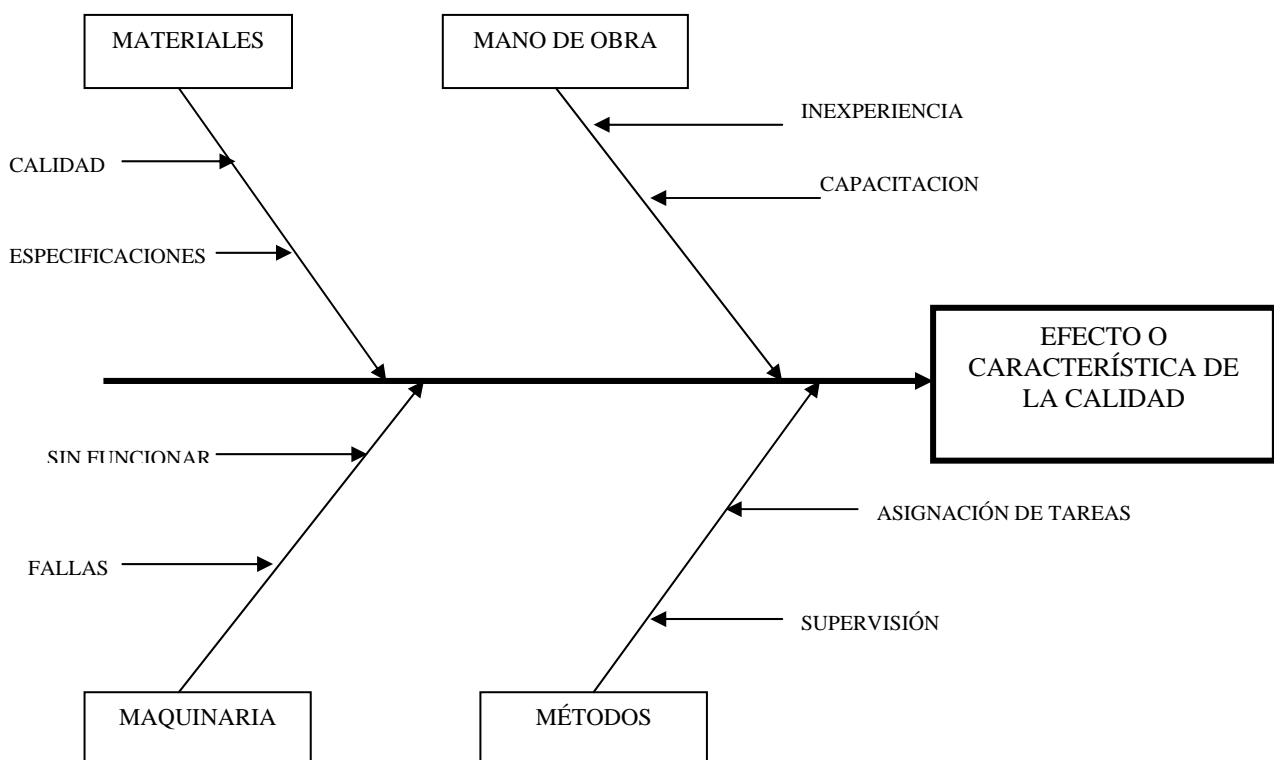 MATERIALES
MANO DE OBRA
INEXPERIENCIA
CALIDAD
CAPACITACION
ESPECIFICACIONES
EFECTO O
CARACTERÍSTICA DE
LA CALIDAD
SIN FUNCIONAR
ASIGNACIÓN DE TAREAS
FALLAS
SUPERVISIÓN
MAQUINARIA
MÉTODOS